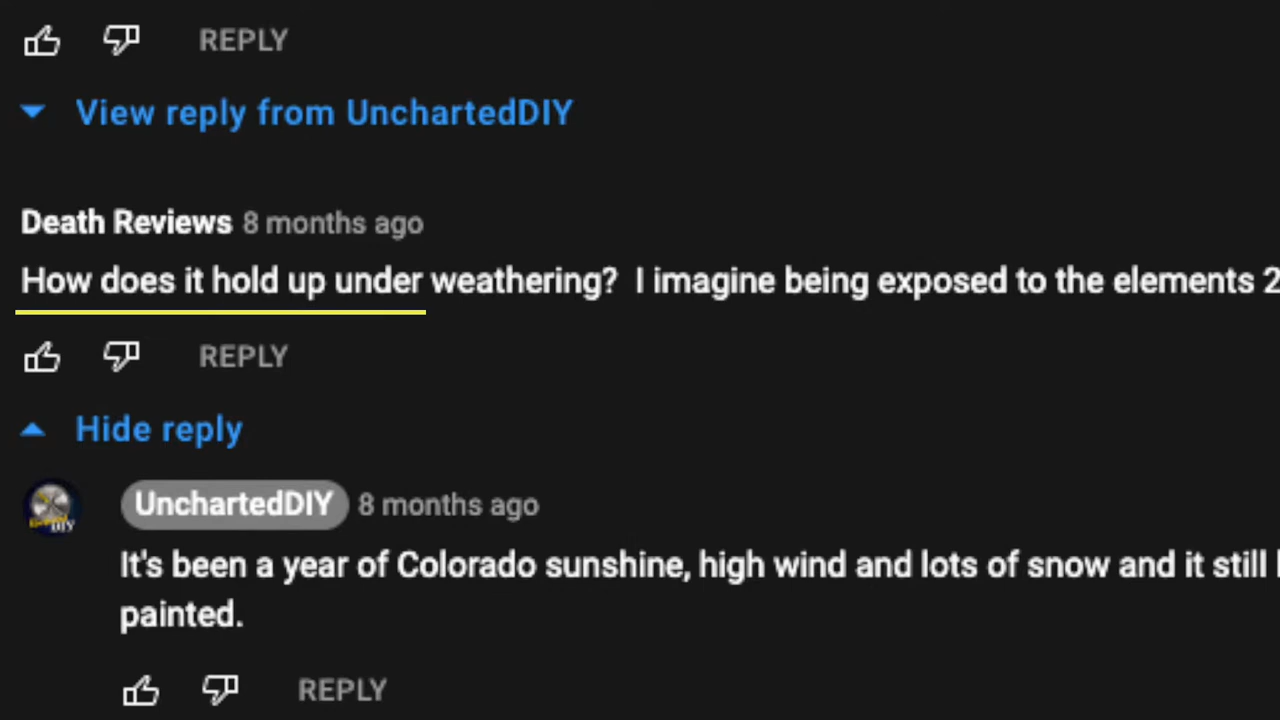 REPLY
View reply from UnchartedDIY
Death Reviews 8 months ago
How does it hold up under weathering?  I imagine being exposed to the elements
REPLY
Hide reply
UnchartedDIY 8 months ago
It's been a year of Colorado sunshine, high wind and lots of snow and it still
painted.
REPLY